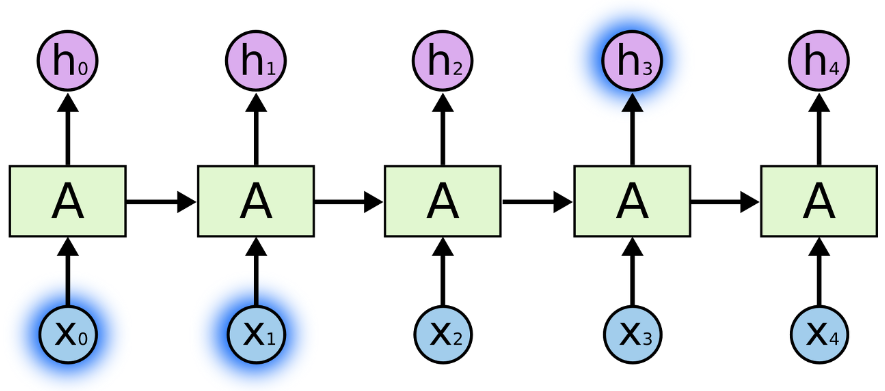 h₀ h₁ h₂ h₃ h₄
A A A A A
x₀ x₁ x₂ x₃ x₄